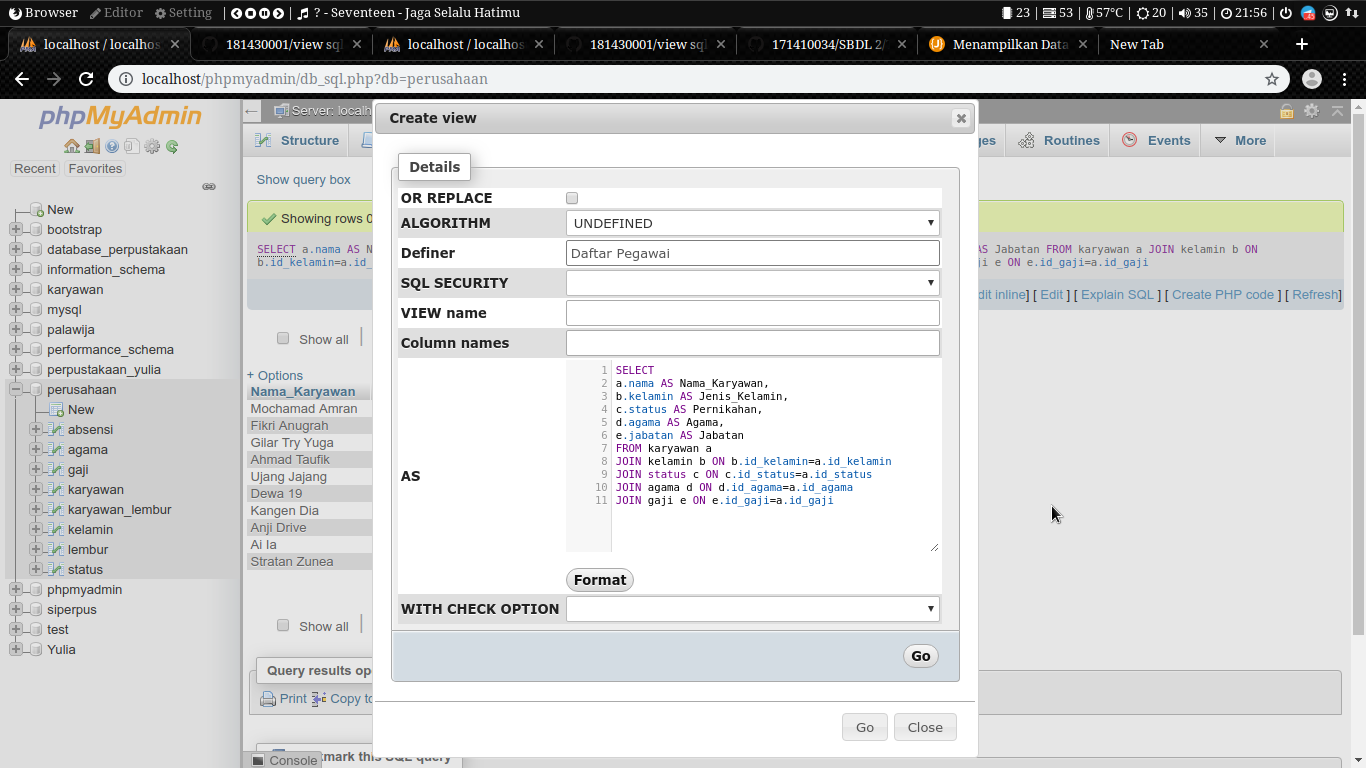 Browser Editor Setting ? - Seventeen - Jaga Selalu Hatimu 23 53 57°C 20 35 21:56
localhost / localhos 181430001/view sql localhost / localhos 181430001/view sql 171410034/SBDL 2/ Menampilkan Data New Tab
localhost/phpmyadmin/db_sql.php?db=perusahaan
phpMyAdmin
Recent Favorites
New
bootstrap
database_perpustakaan
information_schema
karyawan
mysql
palawija
performance_schema
perpustakaan_yulia
perusahaan
New
absensi
agama
gaji
karyawan
karyawan_lembur
kelamin
lembur
status
phpmyadmin
siperpus
test
Yulia
Server: localh
Structure ges Routines Events More
Show query box
Showing rows 0
SELECT a.nama AS N AS Jabatan FROM karyawan a JOIN kelamin b ON
b.id_kelamin=a.id_ ji e ON e.id_gaji=a.id_gaji
dit inline] [ Edit ] [ Explain SQL ] [ Create PHP code ] [ Refresh]
Show all
+ Options
Nama_Karyawan
Mochamad Amran
Fikri Anugrah
Gilar Try Yuga
Ahmad Taufik
Ujang Jajang
Dewa 19
Kangen Dia
Anji Drive
Ai Ia
Stratan Zunea
Show all
Query results op
Print Copy to
kmark this SQL query
Console
Create view
Details
OR REPLACE
ALGORITHM UNDEFINED
Definer Daftar Pegawai
SQL SECURITY
VIEW name
Column names
AS
1 SELECT
2 a.nama AS Nama_Karyawan,
3 b.kelamin AS Jenis_Kelamin,
4 c.status AS Pernikahan,
5 d.agama AS Agama,
6 e.jabatan AS Jabatan
7 FROM karyawan a
8 JOIN kelamin b ON b.id_kelamin=a.id_kelamin
9 JOIN status c ON c.id_status=a.id_status
10 JOIN agama d ON d.id_agama=a.id_agama
11 JOIN gaji e ON e.id_gaji=a.id_gaji
Format
WITH CHECK OPTION
Go
Go Close